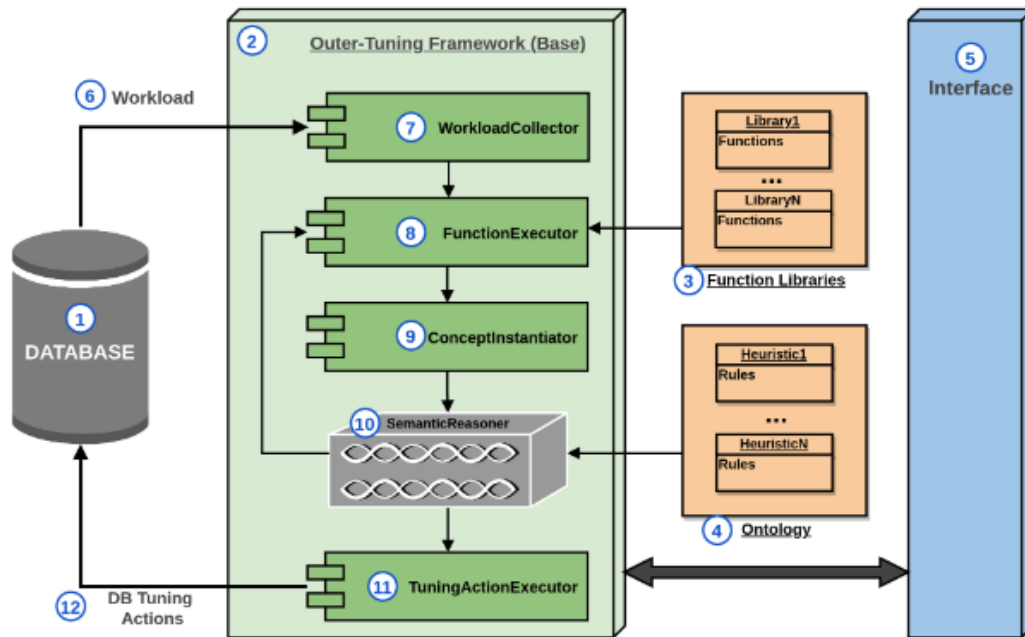 2
Outer-Tuning Framework (Base)
5
Interface
6 Workload
7 WorkloadCollector
Library1
Functions
...
LibraryN
Functions
3 Function Libraries
8 FunctionExecutor
1
DATABASE
9 ConceptInstantiator
Heuristic1
Rules
...
HeuristicN
Rules
4 Ontology
10 SemanticReasoner
11 TuningActionExecutor
12 DB Tuning
Actions